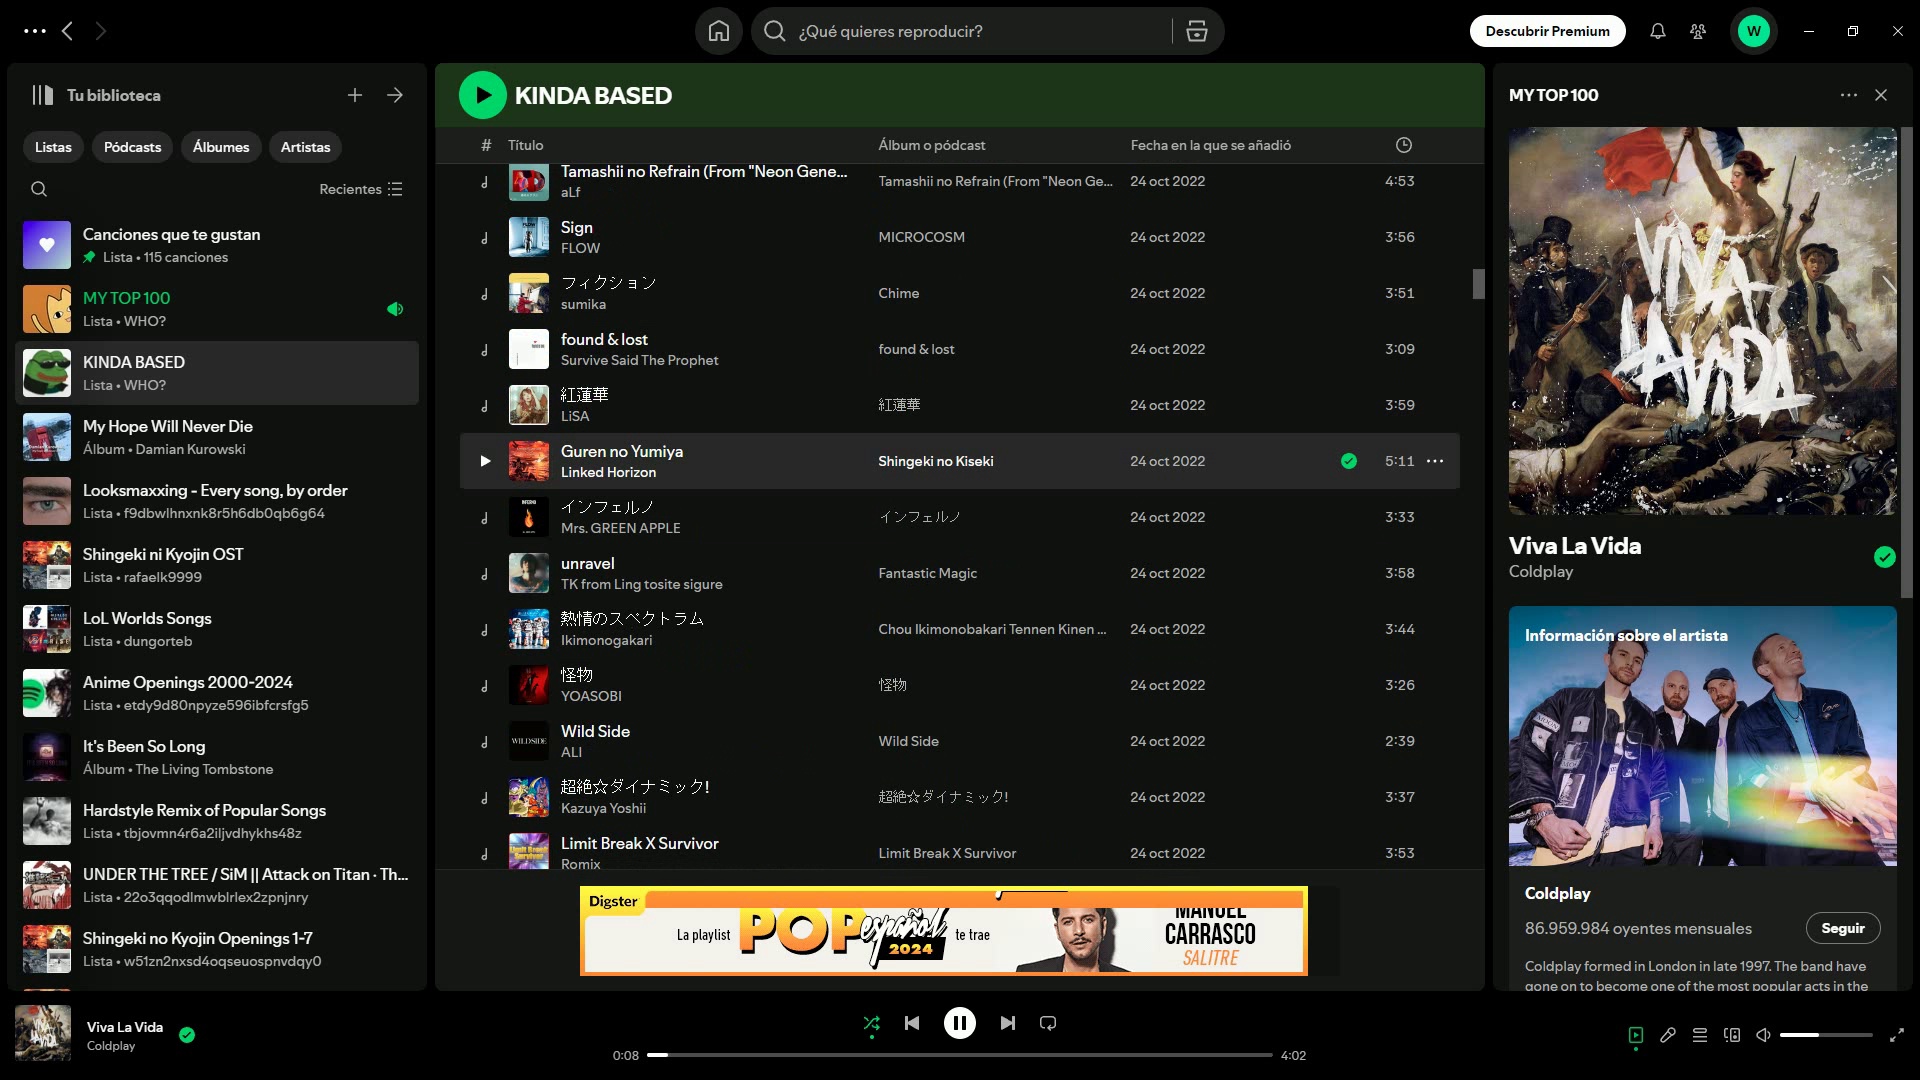 ¿Qué quieres reproducir?
Descubrir Premium
W
Tu biblioteca
Listas
Pódcasts
Álbumes
Artistas
Recientes
Canciones que te gustan
Lista • 115 canciones
MY TOP 100
Lista • WHO?
KINDA BASED
Lista • WHO?
My Hope Will Never Die
Álbum • Damian Kurowski
Looksmaxxing - Every song, by order
Lista • f9dbwlhnxnk8r5h6db0qb6g64
Shingeki ni Kyojin OST
Lista • rafaelk9999
LoL Worlds Songs
Lista • dungorteb
Anime Openings 2000-2024
Lista • etdy9d80npyze596ibfcrsfg5
It's Been So Long
Álbum • The Living Tombstone
Hardstyle Remix of Popular Songs
Lista • tbjovmn4r6a2iljvdhykhs48z
UNDER THE TREE / SiM || Attack on Titan · Th...
Lista • 22o3qqodlmwblrlex2zpnjnry
Shingeki no Kyojin Openings 1-7
Lista • w51zn2nxsd4oqseuospnvdqy0
KINDA BASED
# Título Álbum o pódcast Fecha en la que se añadió
Tamashii no Refrain (From "Neon Gene... Tamashii no Refrain (From "Neon Ge... 24 oct 2022 4:53
aLf
Sign MICROCOSM 24 oct 2022 3:56
FLOW
フィクション Chime 24 oct 2022 3:51
sumika
found & lost found & lost 24 oct 2022 3:09
Survive Said The Prophet
紅蓮華 紅蓮華 24 oct 2022 3:59
LiSA
Guren no Yumiya Shingeki no Kiseki 24 oct 2022 5:11
Linked Horizon
インフェルノ インフェルノ 24 oct 2022 3:33
Mrs. GREEN APPLE
unravel Fantastic Magic 24 oct 2022 3:58
TK from Ling tosite sigure
熱情のスペクトラム Chou Ikimonobakari Tennen Kinen ... 24 oct 2022 3:44
Ikimonogakari
怪物 怪物 24 oct 2022 3:26
YOASOBI
WILDSIDE
Wild Side Wild Side 24 oct 2022 2:39
ALI
超絶☆ダイナミック! 超絶☆ダイナミック! 24 oct 2022 3:37
Kazuya Yoshii
Limit Break X Survivor Limit Break X Survivor 24 oct 2022 3:53
Romix
Digster
La playlist
POP
español
2024
te trae
MANUEL
CARRASCO
SALITRE
MY TOP 100
VIVA
LA VIDA
Viva La Vida
Coldplay
Información sobre el artista
Coldplay
86.959.984 oyentes mensuales
Seguir
Coldplay formed in London in late 1997. The band have
gone on to become one of the most popular acts in the
Viva La Vida
Coldplay
0:08
4:02